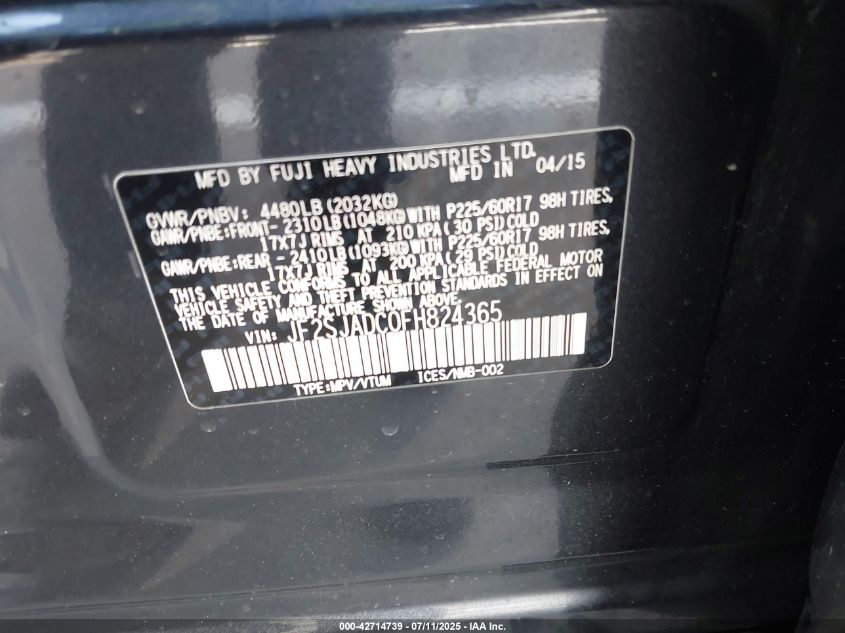 MFD BY FUJI HEAVY INDUSTRIES LTD.
MFD IN 04/15
GVWR/PNBV: 4480LB(2032KG)
GAWR/PNBE:FRONT- 2310LB(1048KG)WITH P225/60R17 98H TIRES,
17x7J RIMS AT 210 KPA( 30 PSI)COLD
GAWR/PNBE:REAR - 2410LB(1093KG)WITH P225/60R17 98H TIRES,
17x7J RIMS AT 200 KPA( 29 PSI)COLD
THIS VEHICLE CONFORMS TO ALL APPLICABLE FEDERAL MOTOR
VEHICLE SAFETY AND THEFT PREVENTION STANDARDS IN EFFECT ON
THE DATE OF MANUFACTURE SHOWN ABOVE.
VIN: JF2SJADC0FH824365
TYPE:MPV/VTUM ICES/NMB-002
000-42714739 - 07/11/2025 - © IAA Inc.